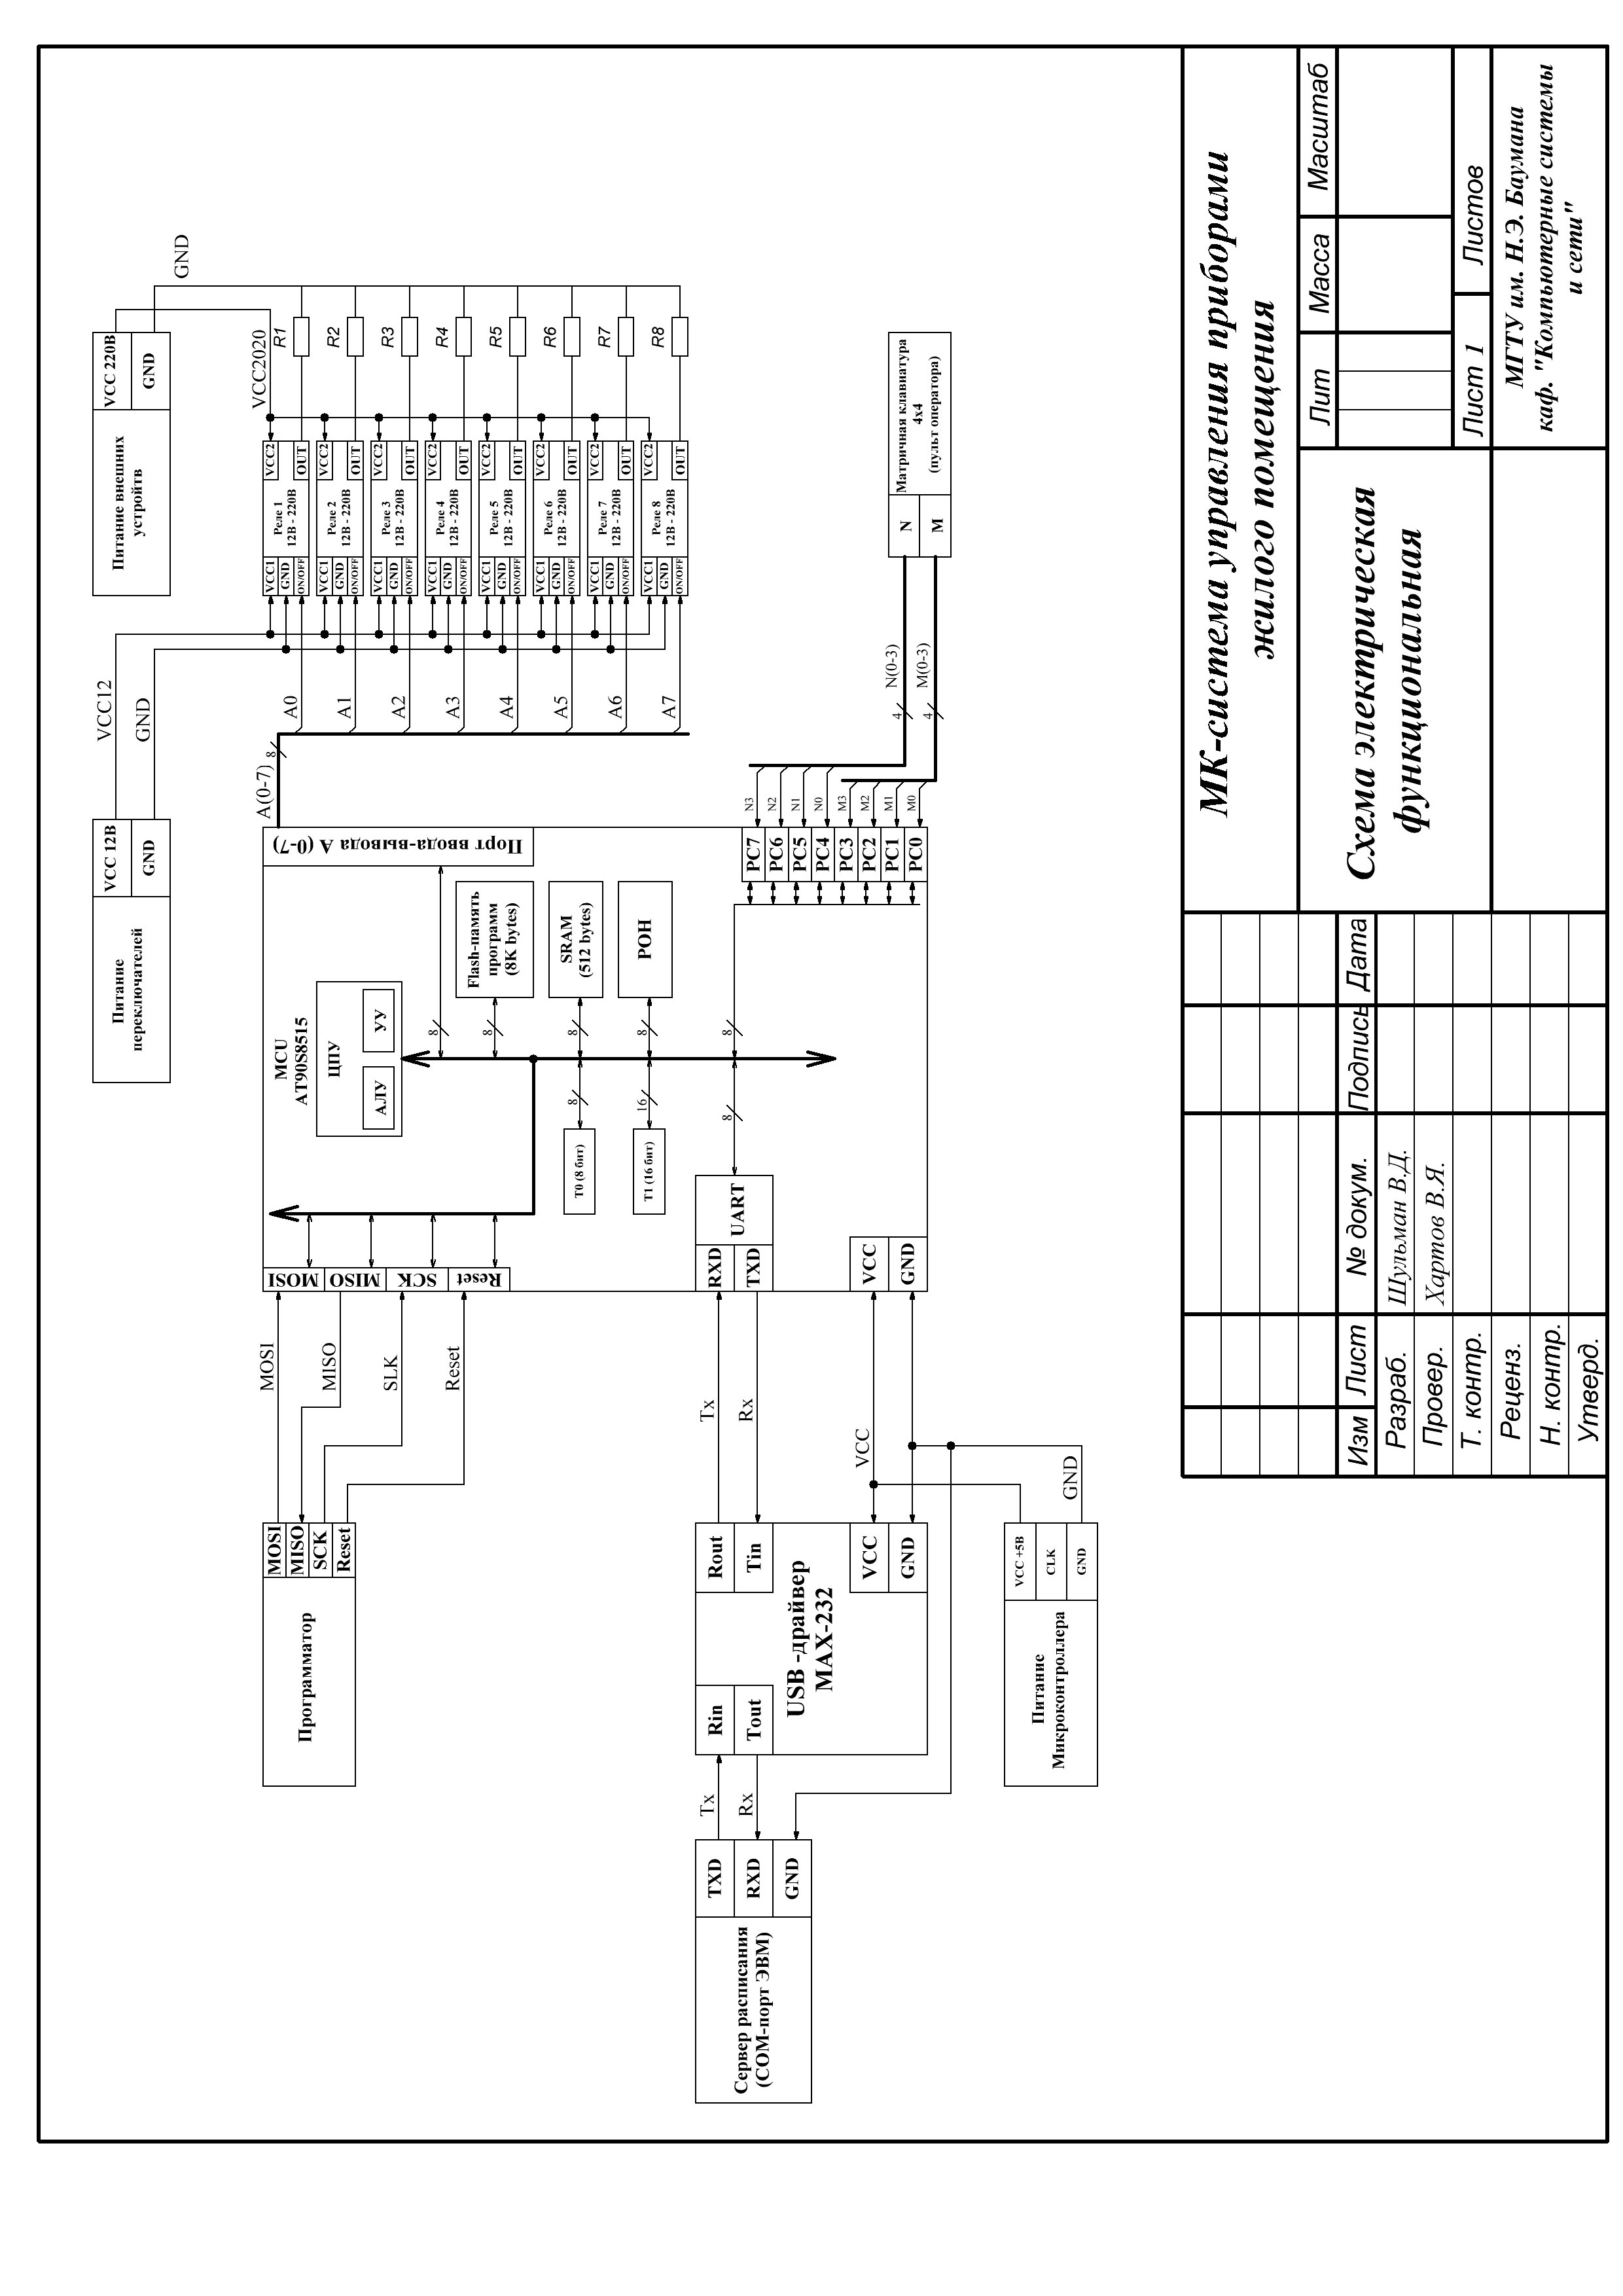 Питание
переключателей
VCC 12В
GND
VCC12
GND
Питание внешних
устройтв
VCC 220В
GND
GND
Программатор
MOSI
MISO
SCK
Reset
MOSI
MISO
SLK
Reset
MOSI
MISO
SCK
Reset
MCU
AT90S8515
ЦПУ
АЛУ
УУ
8
8
Flash-память
программ
(8K bytes)
T0 (8 бит)
8
8
SRAM
(512 bytes)
T1 (16 бит)
16
8
РОН
Порт ввода-вывода А (0-7)
A(0-7)
8
A0
A1
A2
A3
A4
A5
A6
A7
VCC2020
VCC1
GND
ON/OFF
Реле 1
12В - 220В
VCC2
OUT
R1
VCC1
GND
ON/OFF
Реле 2
12В - 220В
VCC2
OUT
R2
VCC1
GND
ON/OFF
Реле 3
12В - 220В
VCC2
OUT
R3
VCC1
GND
ON/OFF
Реле 4
12В - 220В
VCC2
OUT
R4
VCC1
GND
ON/OFF
Реле 5
12В - 220В
VCC2
OUT
R5
VCC1
GND
ON/OFF
Реле 6
12В - 220В
VCC2
OUT
R6
VCC1
GND
ON/OFF
Реле 7
12В - 220В
VCC2
OUT
R7
VCC1
GND
ON/OFF
Реле 8
12В - 220В
VCC2
OUT
R8
Сервер расписания
(COM-порт ЭВМ)
TXD
RXD
GND
Tx
Rx
Rin
Tout
Rout
Tin
USB -драйвер
MAX-232
VCC
GND
Tx
Rx
VCC
RXD
TXD
UART
8
8
VCC
GND
PC7
PC6
PC5
PC4
PC3
PC2
PC1
PC0
N3
N2
N1
N0
M3
M2
M1
M0
4
N(0-3)
4
M(0-3)
N
M
Матричная клавиатура
4x4
(пульт оператора)
Питание
Микроконтроллера
VCC +5В
CLK
GND
GND
МК-система управления приборами
жилого помещения
Схема электрическая
функциональная
Лит
Масса
Масштаб
Лист 1
Листов
МГТУ им. Н.Э. Баумана
каф. "Компьютерные системы
и сети"
Изм
Лист
№ докум.
Подпись
Дата
Разраб.
Шульман В.Д.
Провер.
Хартов В.Я.
Т. контр.
Реценз.
Н. контр.
Утверд.